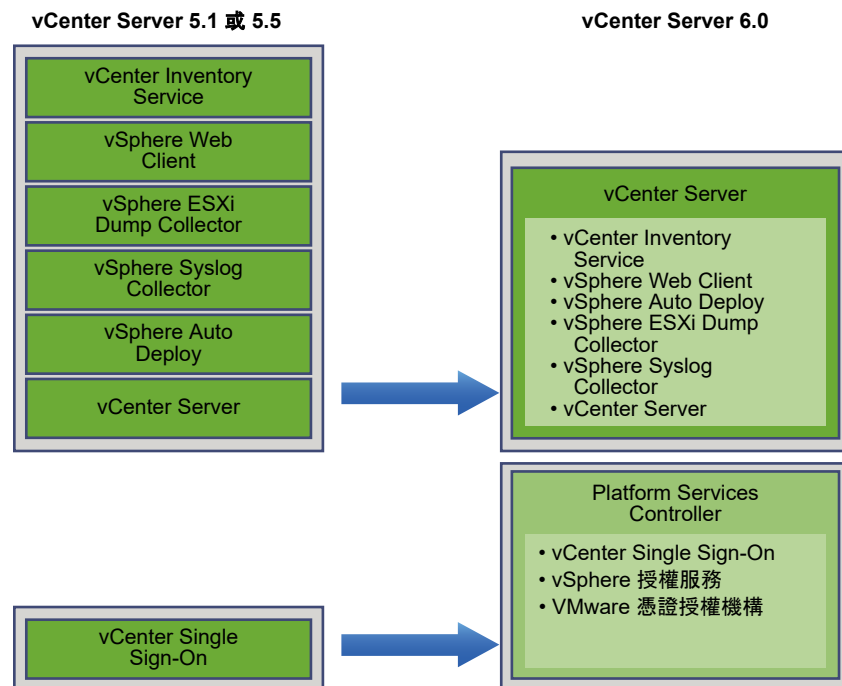 vCenter Server 5.1 或 5.5
vCenter Inventory
Service
vSphere Web
Client
vSphere ESXi
Dump Collector
vSphere Syslog
Collector
vSphere Auto
Deploy
vCenter Server
vCenter Single
Sign-On
vCenter Server 6.0
vCenter Server
• vCenter Inventory
Service
• vSphere Web Client
• vSphere Auto Deploy
• vSphere ESXi Dump
Collector
• vSphere Syslog
Collector
• vCenter Server
Platform Services
Controller
• vCenter Single Sign-On
• vSphere 授權服務
• VMware 憑證授權機構